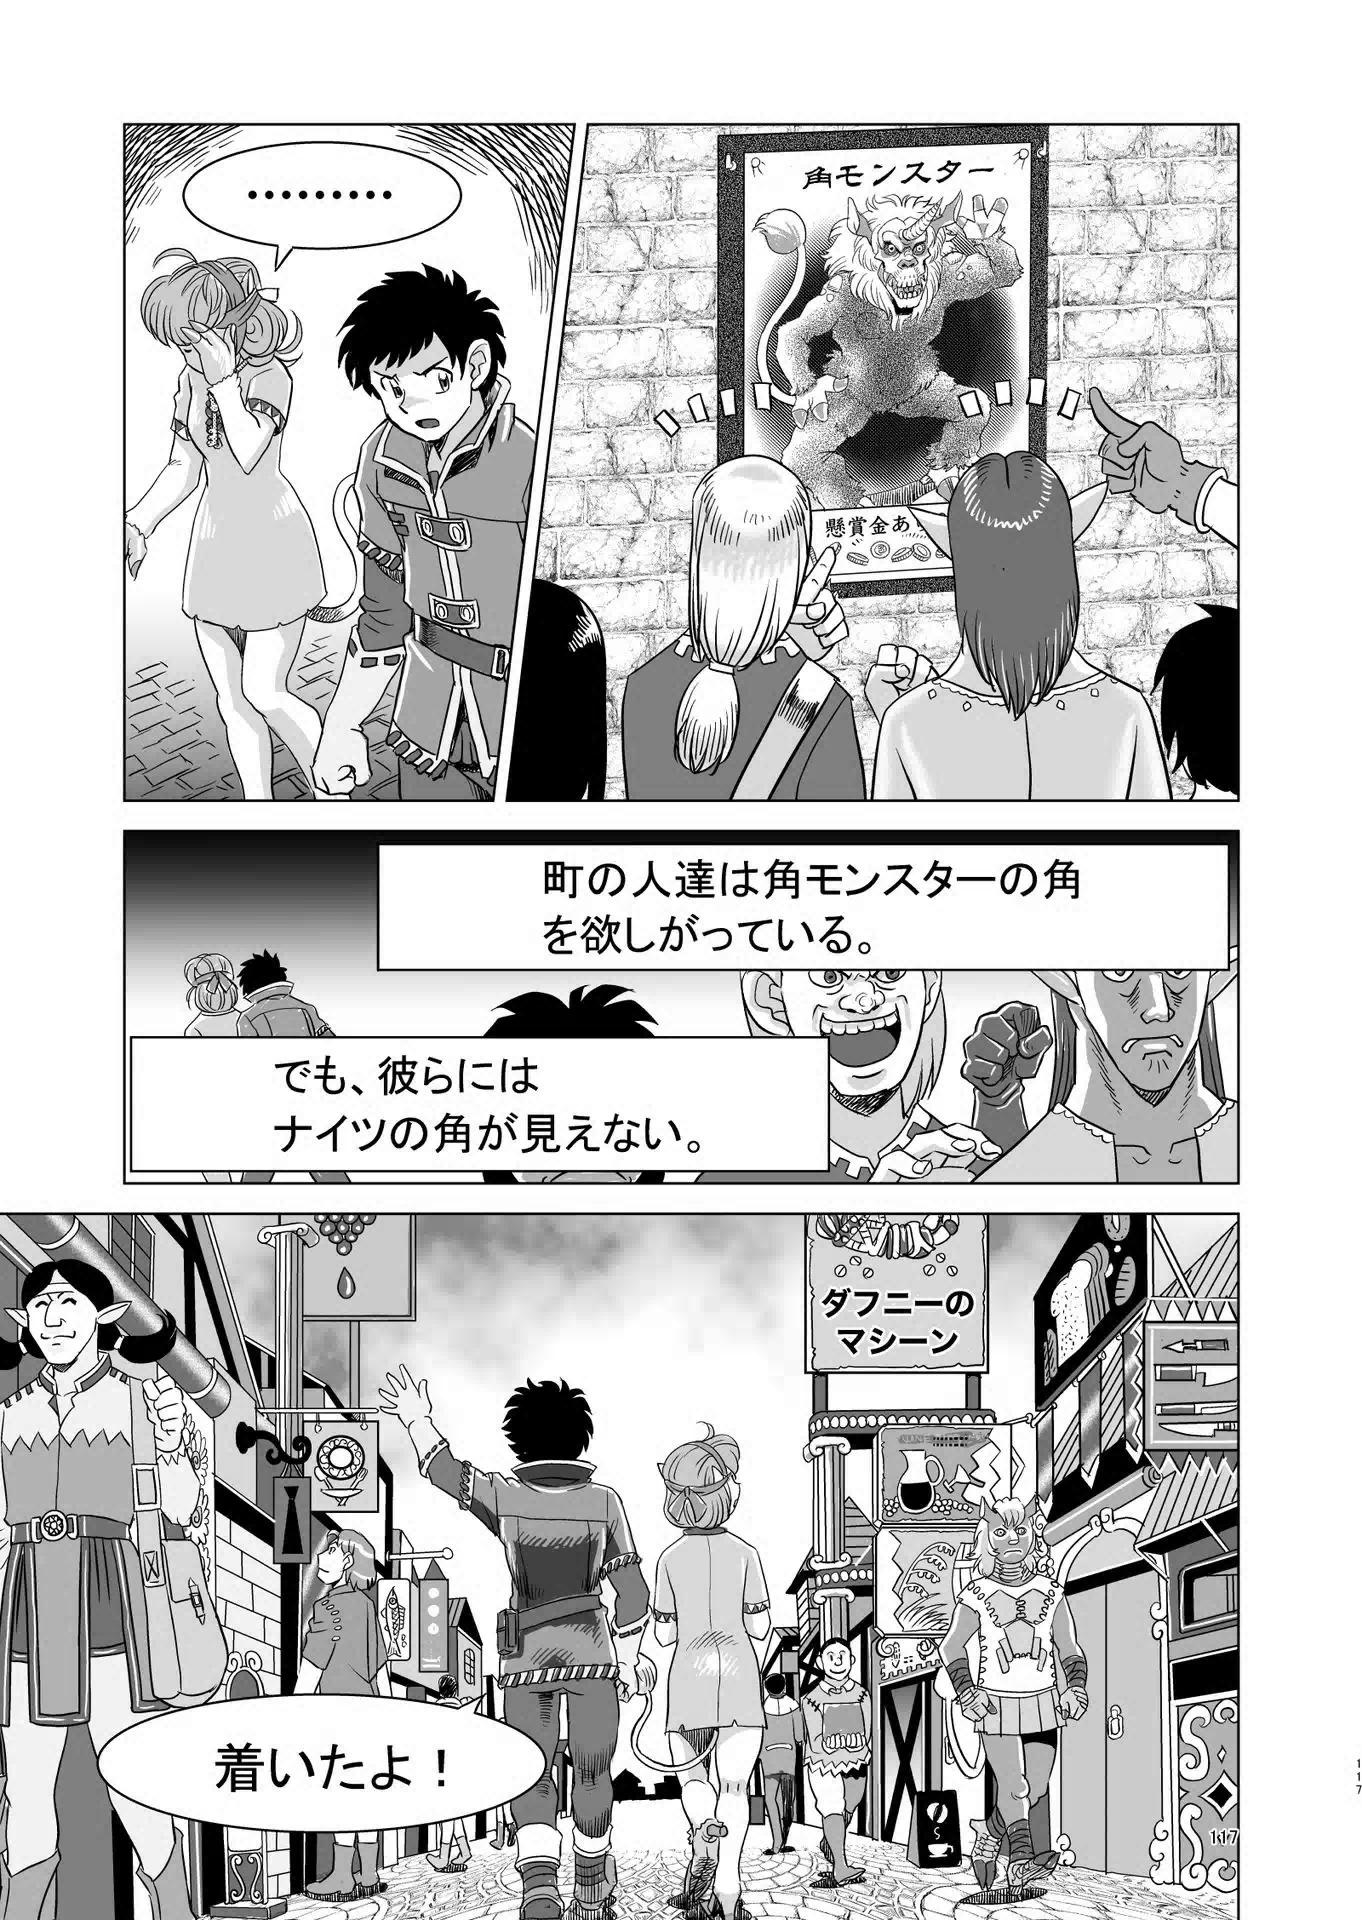 角モンスター
懸賞金あ
・・・・・・・・・
町の人達は角モンスターの角
を欲しがっている。
でも、彼らには
ナイツの角が見えない。
ダフニーの
マシーン
着いたよ！
117
117